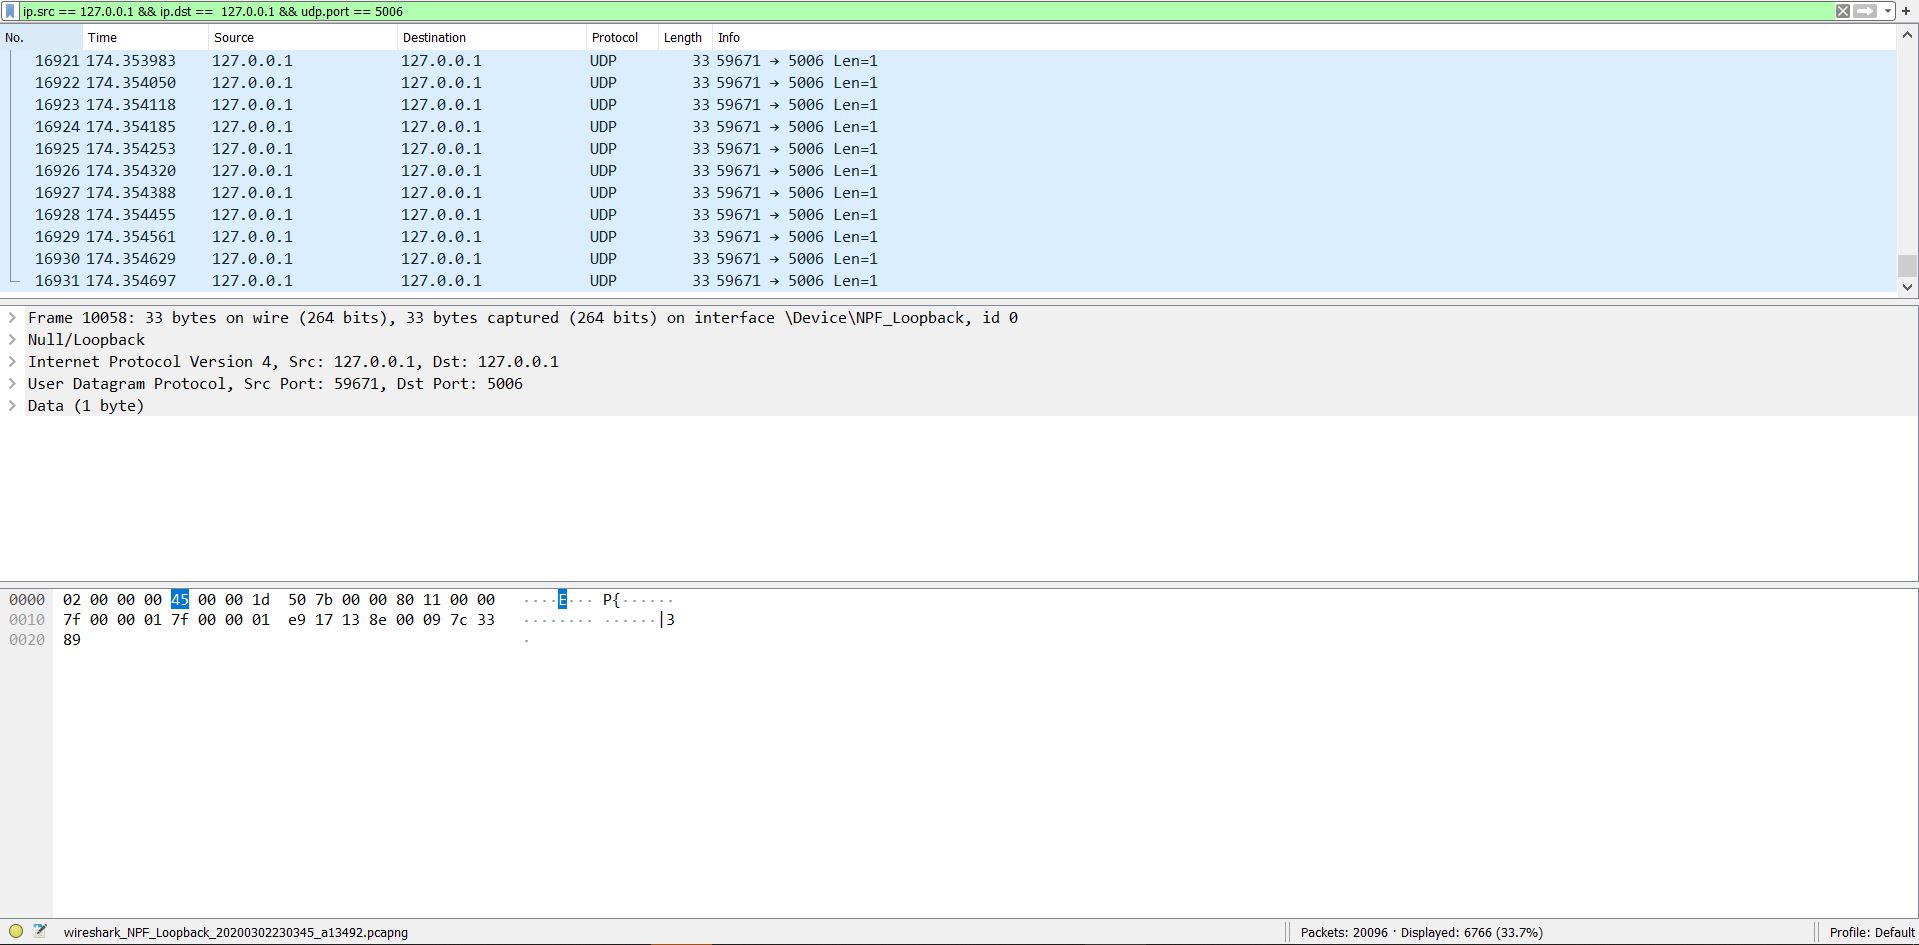 ip.src == 127.0.0.1 && ip.dst ==  127.0.0.1 && udp.port == 5006
No. Time Source Destination Protocol Length Info
16921 174.353983 127.0.0.1 127.0.0.1 UDP 33 59671 → 5006 Len=1
16922 174.354050 127.0.0.1 127.0.0.1 UDP 33 59671 → 5006 Len=1
16923 174.354118 127.0.0.1 127.0.0.1 UDP 33 59671 → 5006 Len=1
16924 174.354185 127.0.0.1 127.0.0.1 UDP 33 59671 → 5006 Len=1
16925 174.354253 127.0.0.1 127.0.0.1 UDP 33 59671 → 5006 Len=1
16926 174.354320 127.0.0.1 127.0.0.1 UDP 33 59671 → 5006 Len=1
16927 174.354388 127.0.0.1 127.0.0.1 UDP 33 59671 → 5006 Len=1
16928 174.354455 127.0.0.1 127.0.0.1 UDP 33 59671 → 5006 Len=1
16929 174.354561 127.0.0.1 127.0.0.1 UDP 33 59671 → 5006 Len=1
16930 174.354629 127.0.0.1 127.0.0.1 UDP 33 59671 → 5006 Len=1
16931 174.354697 127.0.0.1 127.0.0.1 UDP 33 59671 → 5006 Len=1
Frame 10058: 33 bytes on wire (264 bits), 33 bytes captured (264 bits) on interface \Device\NPF_Loopback, id 0
Null/Loopback
Internet Protocol Version 4, Src: 127.0.0.1, Dst: 127.0.0.1
User Datagram Protocol, Src Port: 59671, Dst Port: 5006
Data (1 byte)
0000 02 00 00 00 45 00 00 1d 50 7b 00 00 80 11 00 00 ····E··· P{······
0010 7f 00 00 01 7f 00 00 01 e9 17 13 8e 00 09 7c 33 ········ ······|3
0020 89 ·
wireshark_NPF_Loopback_20200302230345_a13492.pcapng Packets: 20096 · Displayed: 6766 (33.7%) Profile: Default